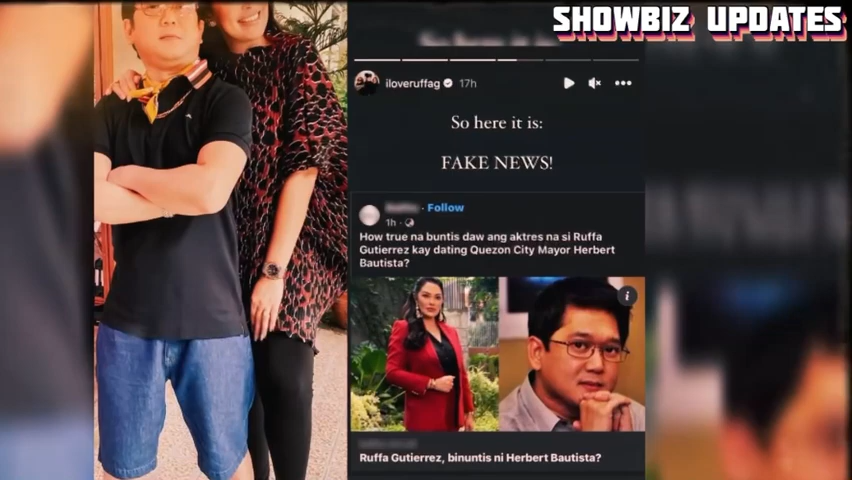 SHOWBIZ UPDATES
iloveruffag 17h
So here it is:
FAKE NEWS!
· Follow
1h ·
How true na buntis daw ang aktres na si Ruffa
Gutierrez kay dating Quezon City Mayor Herbert
Bautista?
i
Ruffa Gutierrez, binuntis ni Herbert Bautista?